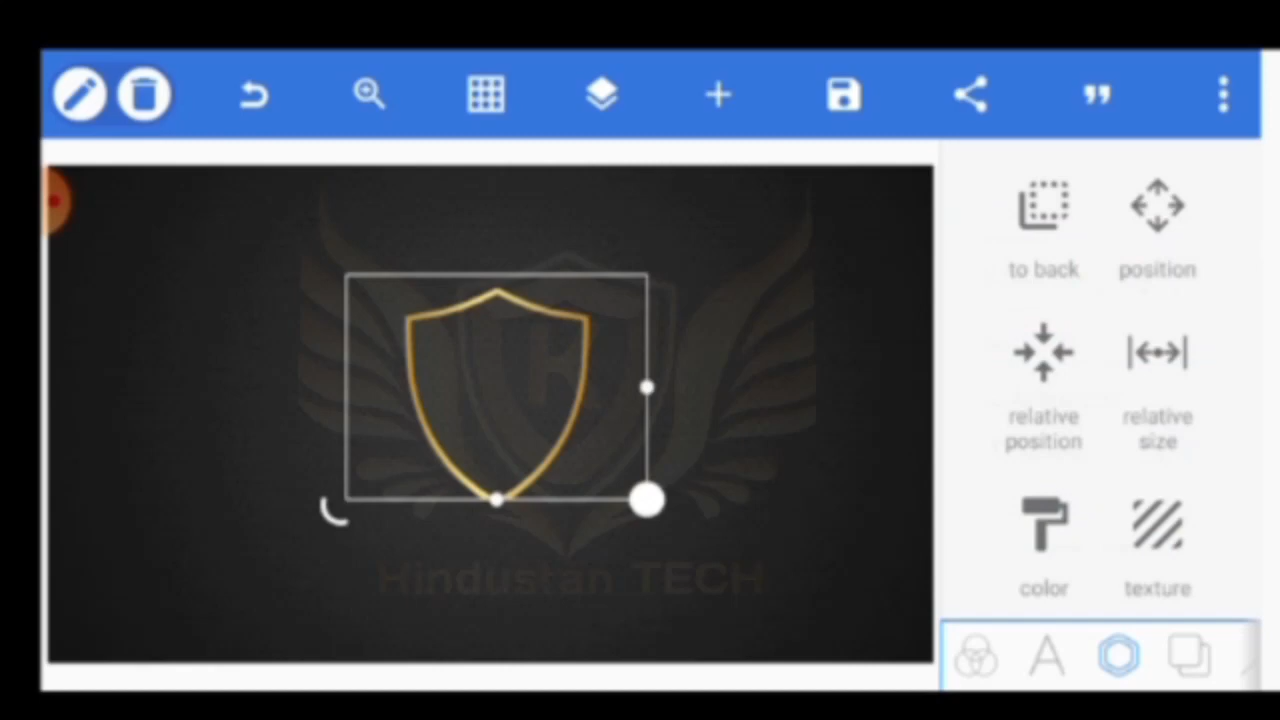 to back
position
relative
position
relative
size
color
texture
Hindustan TECH